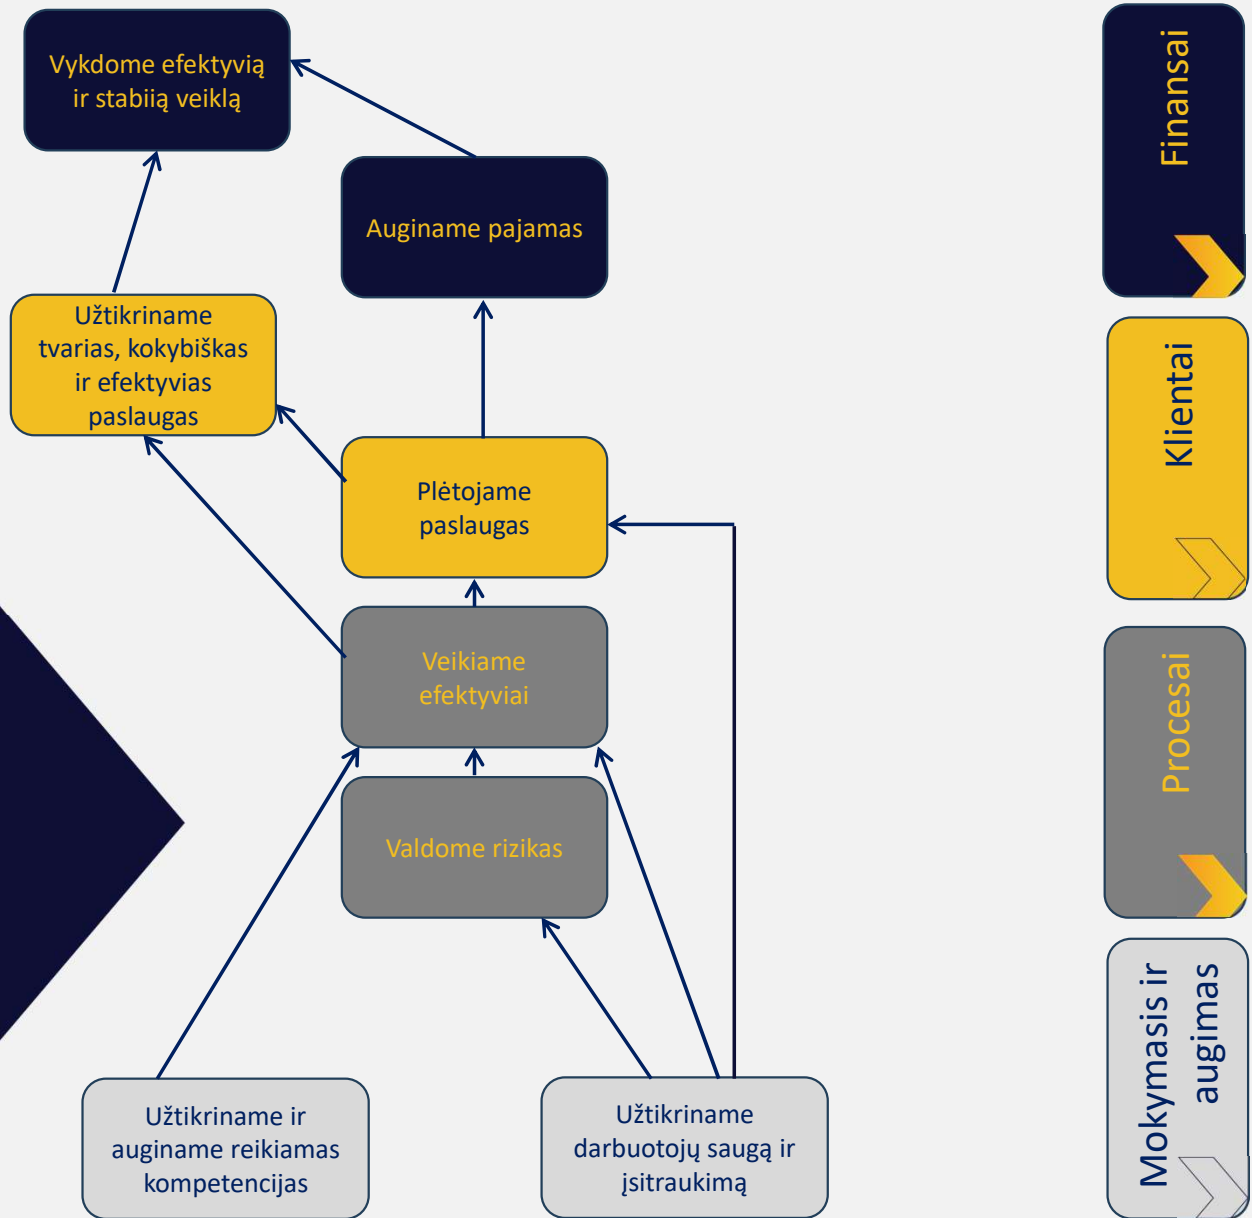 Vykdome efektyvią
ir stabiią veiklą
Auginame pajamas
Užtikriname
tvarias, kokybiškas
ir efektyvias
paslaugas
Plėtojame
paslaugas
Veikiame
efektyviai
Valdome rizikas
Užtikriname ir
auginame reikiamas
kompetencijas
Užtikriname
darbuotojų saugą ir
įsitraukimą
Finansai
Klientai
Procesai
Mokymasis ir
augimas